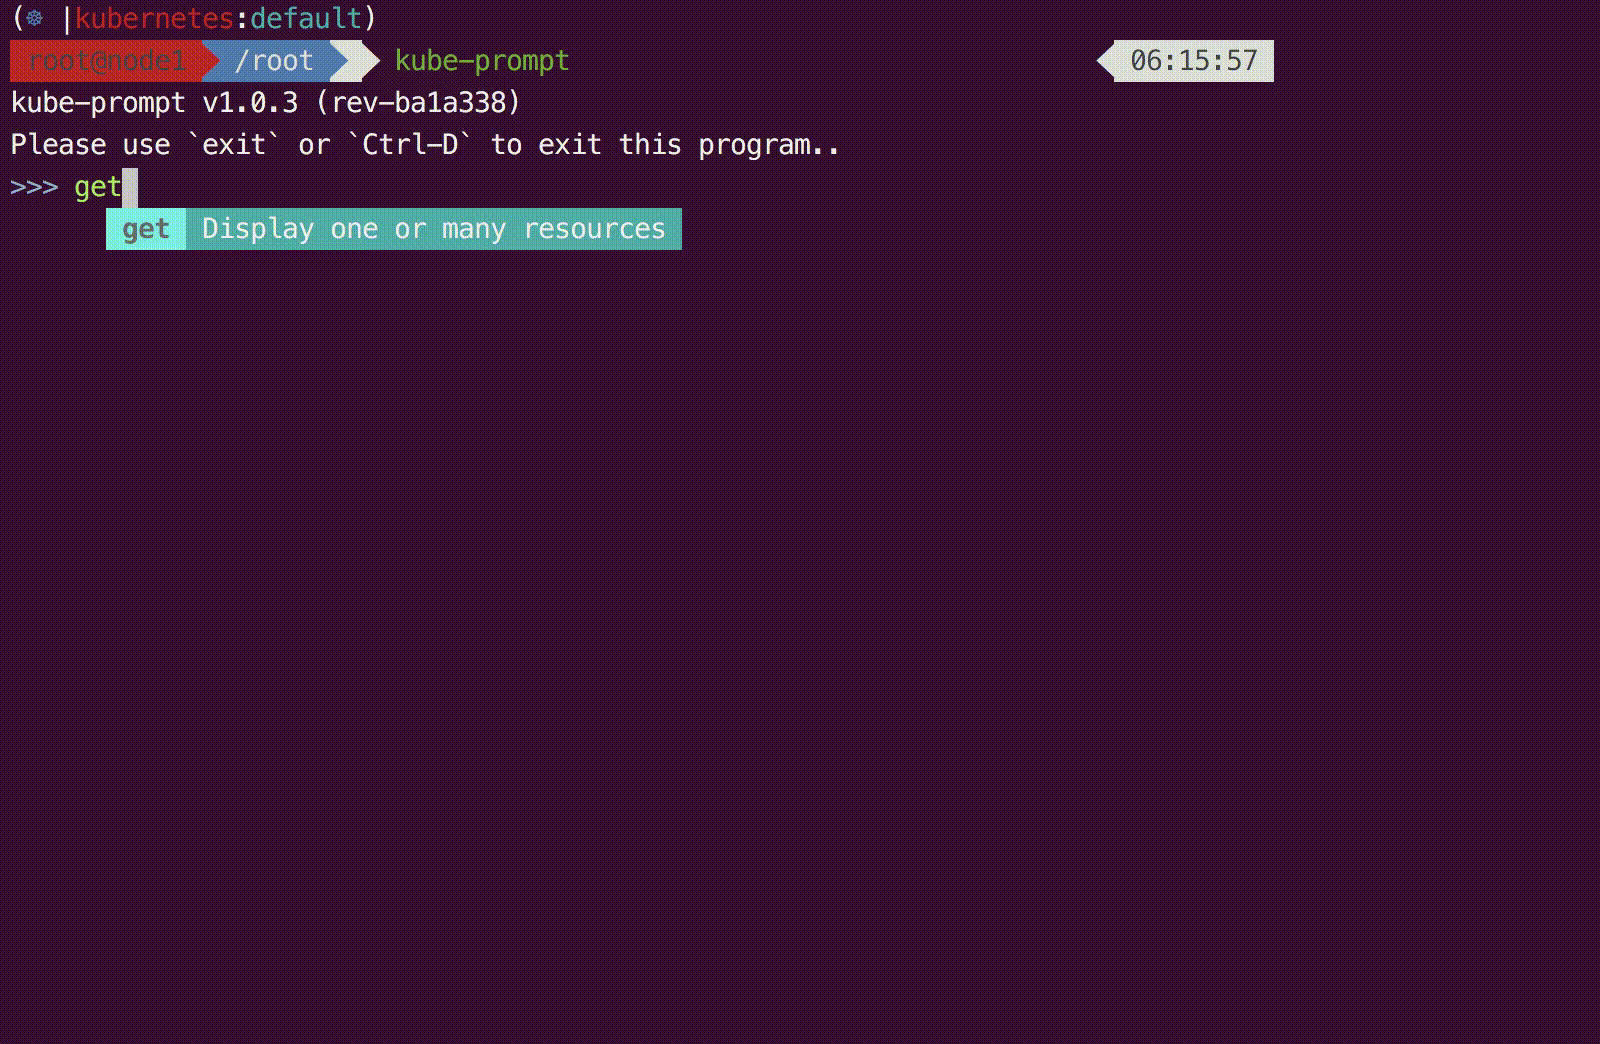 (☸ |kubernetes:default)
root@node1 /root kube-prompt 06:15:57
kube-prompt v1.0.3 (rev-ba1a338)
Please use `exit` or `Ctrl-D` to exit this program..
>>> get
get Display one or many resources